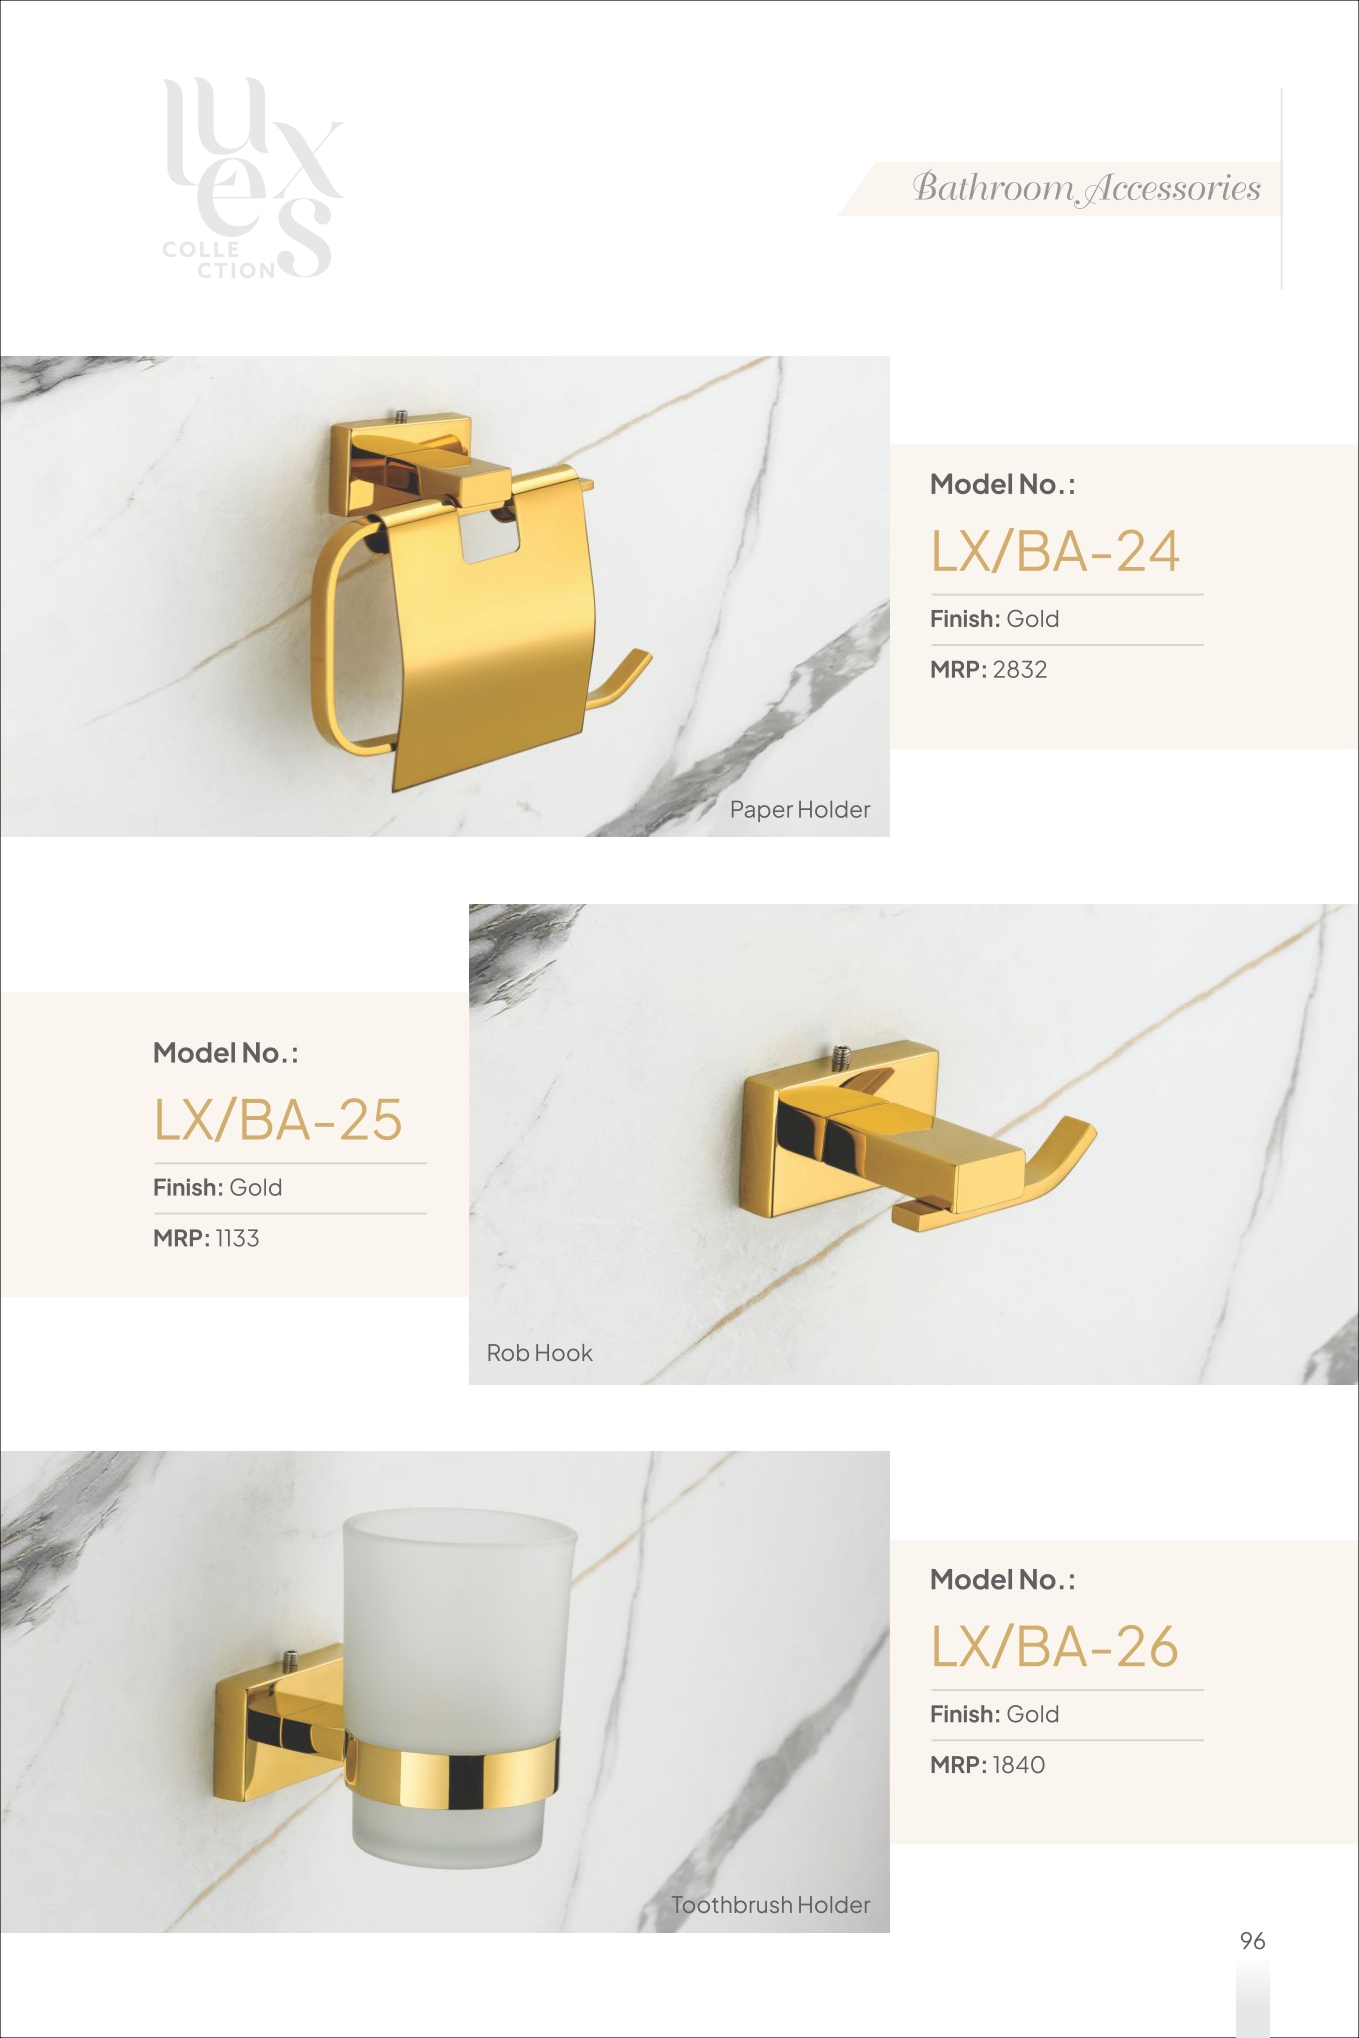 luxes
COLLE
CTION
Bathroom Accessories
Model No.:
LX/BA-24
Finish: Gold
MRP: 2832
Paper Holder
Model No.:
LX/BA-25
Finish: Gold
MRP: 1133
Rob Hook
Model No.:
LX/BA-26
Finish: Gold
MRP: 1840
Toothbrush Holder
96